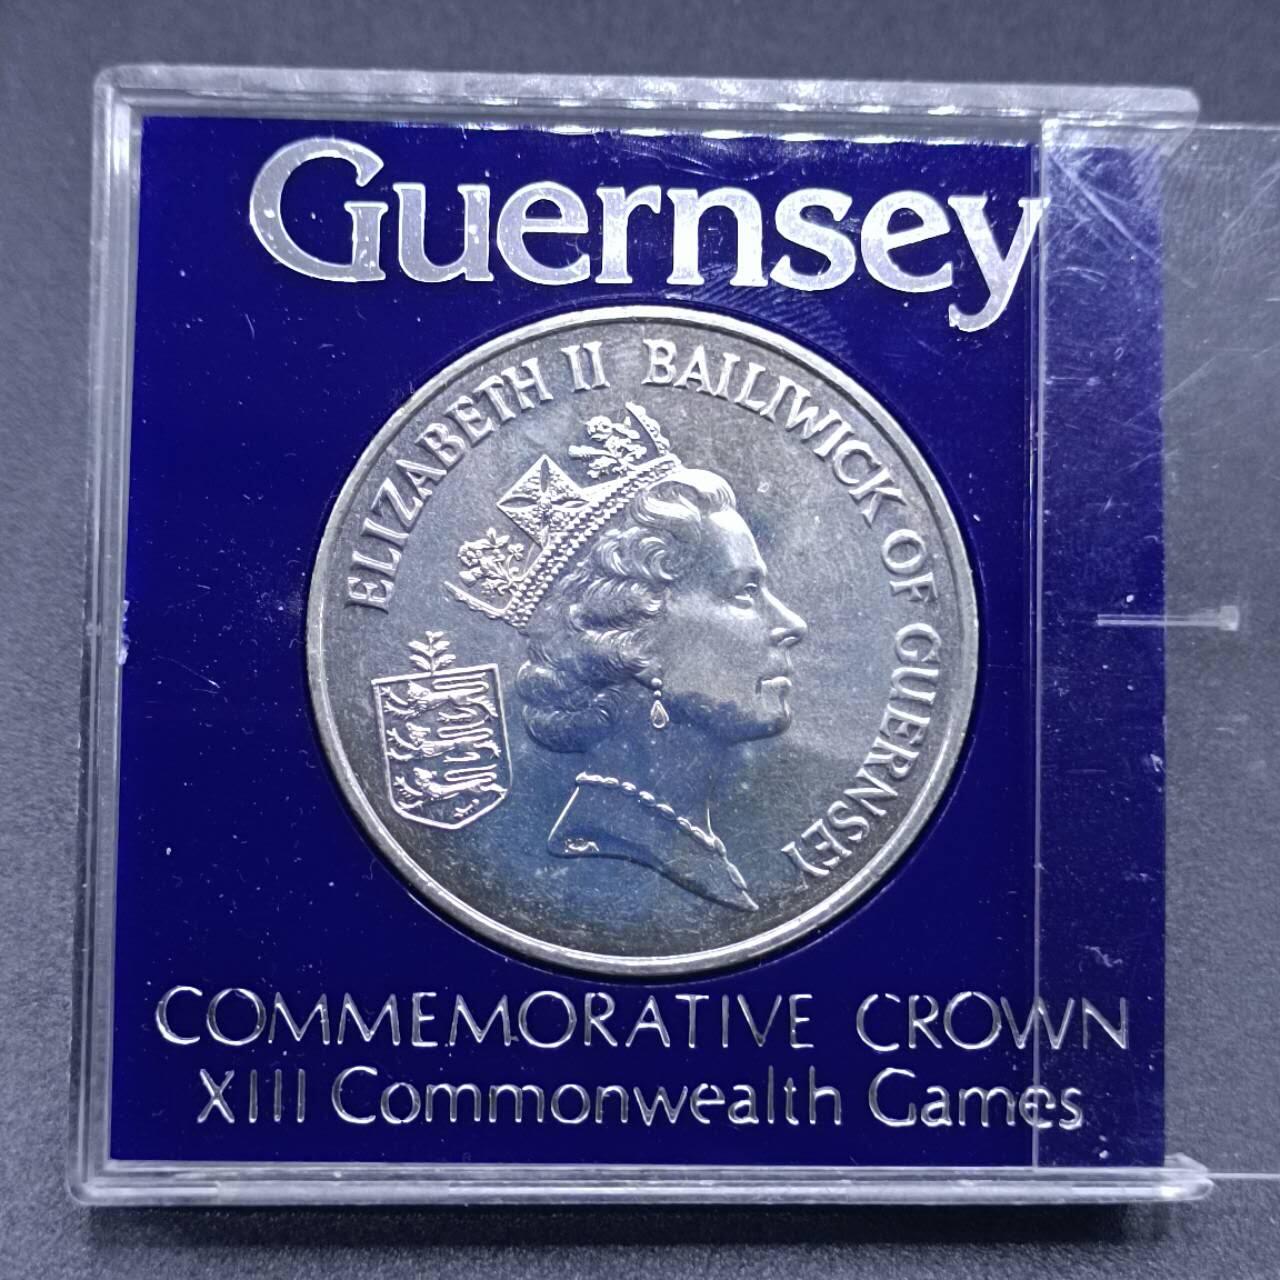 Guernsey
ELIZABETH II BAILIWICK OF GUERNSEY
COMMEMORATIVE CROWN
XIII Commonwealth Games